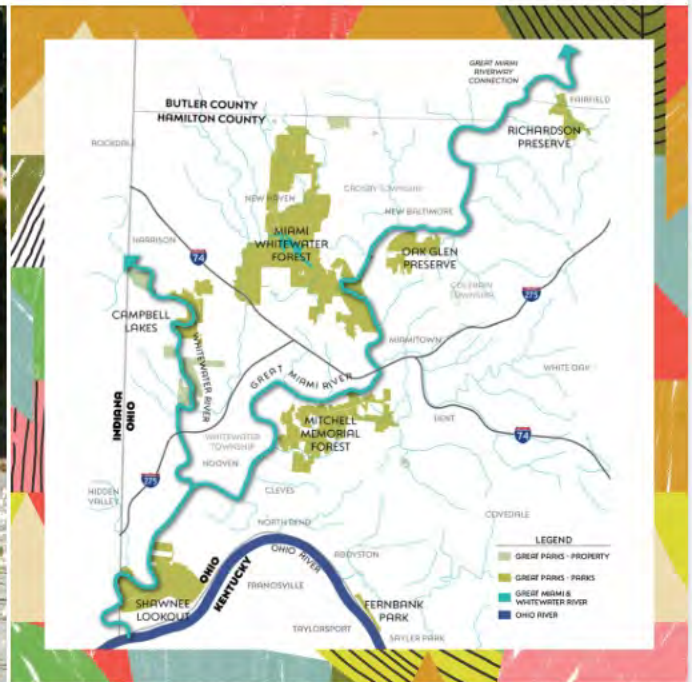 GREAT MIAMI
RIVERWAY
CONNECTION
BUTLER COUNTY
HAMILTON COUNTY
FAIRFIELD
RICHARDSON
PRESERVE
ROCKDALE
NEW HAVEN
CROSBY TOWNSHIP
NEW BALTIMORE
HARRISON
MIAMI
WHITEWATER
FOREST
OAK GLEN
PRESERVE
74
COLERAIN
TOWNSHIP
275
CAMPBELL
LAKES
WHITEWATER RIVER
MIAMITOWN
GREAT MIAMI RIVER
WHITE OAK
INDIANA
OHIO
MITCHELL
MEMORIAL
FOREST
DENT
74
WHITEWATER
TOWNSHIP
HOOVEN
275
HIDDEN
VALLEY
CLEVES
COVEDALE
NORTH BEND
OHIO RIVER
ADDYSTON
OHIO
KENTUCKY
FRANCISVILLE
SHAWNEE
LOOKOUT
FERNBANK
PARK
TAYLORSPORT
SAYLER PARK
LEGEND
GREAT PARKS - PROPERTY
GREAT PARKS - PARKS
GREAT MIAMI &
WHITEWATER RIVER
OHIO RIVER